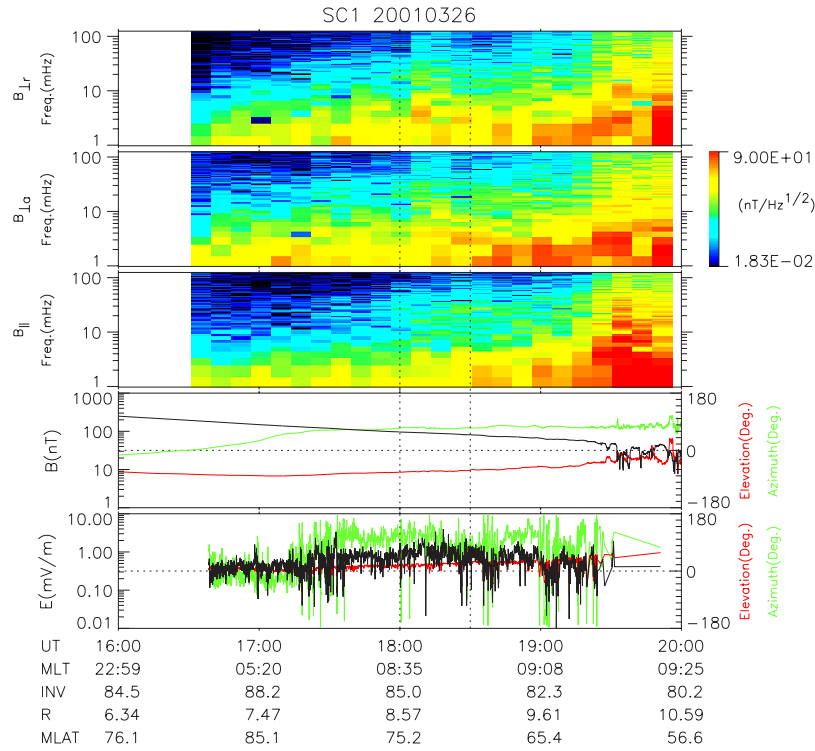 SC1 20010326
B⊥r
Freq.(mHz)
100
10
1
B⊥a
Freq.(mHz)
100
10
1
B||
Freq.(mHz)
100
10
1
9.00E+01
(nT/Hz^1/2)
1.83E-02
B(nT)
1000
100
10
1
180
0
-180
Elevation(Deg.)
Azimuth(Deg.)
E(mV/m)
10.00
1.00
0.10
0.01
180
0
-180
Elevation(Deg.)
Azimuth(Deg.)
UT 16:00 17:00 18:00 19:00 20:00
MLT 22:59 05:20 08:35 09:08 09:25
INV 84.5 88.2 85.0 82.3 80.2
R 6.34 7.47 8.57 9.61 10.59
MLAT 76.1 85.1 75.2 65.4 56.6